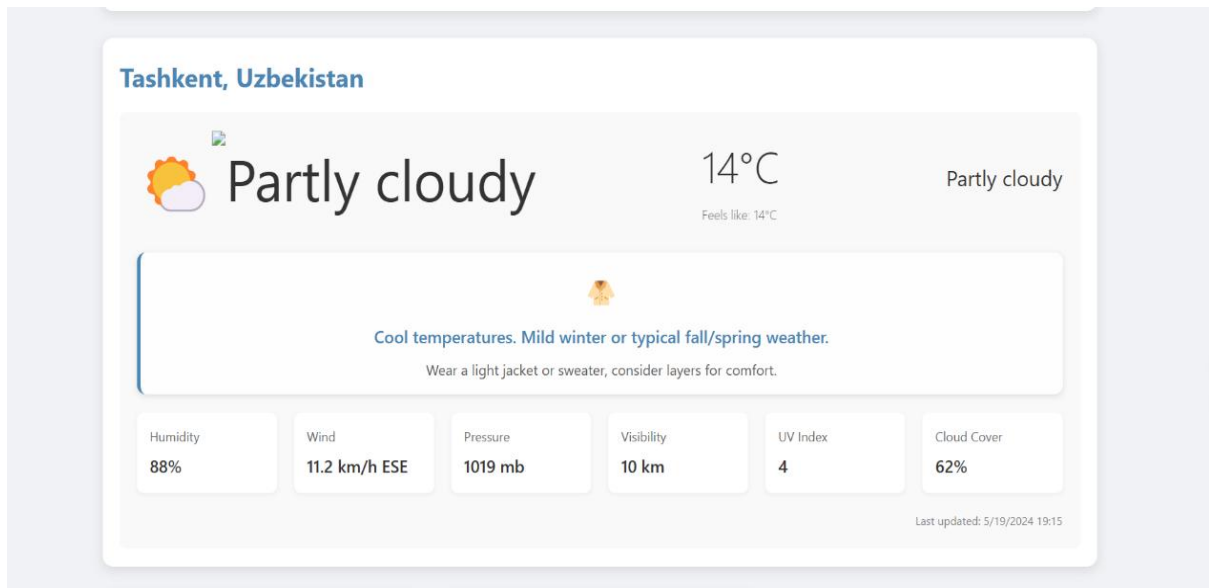 Tashkent, Uzbekistan
Partly cloudy
14°C
Feels like: 14°C
Partly cloudy
Cool temperatures. Mild winter or typical fall/spring weather.
Wear a light jacket or sweater, consider layers for comfort.
Humidity
88%
Wind
11.2 km/h ESE
Pressure
1019 mb
Visibility
10 km
UV Index
4
Cloud Cover
62%
Last updated: 5/19/2024 19:15